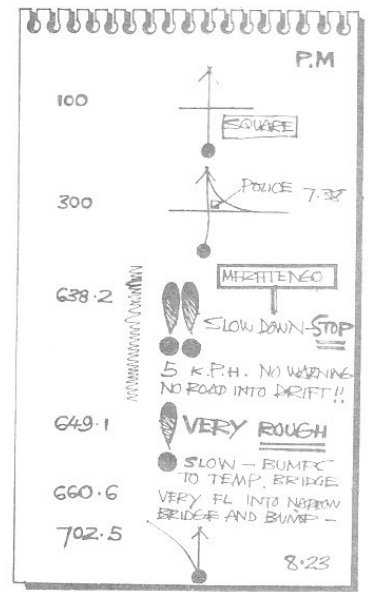 P.M
100
SQUARE
300
POLICE 7.38
638.2
SLOW DOWN-STOP
5 K.P.H. NO WARNING
NO ROAD INTO DRIFT!!
649.1
VERY ROUGH
SLOW - BUMPS
TO TEMP. BRIDGE
660.6
VERY FL INTO NARROW
BRIDGE AND BUMP -
702.5
8.23